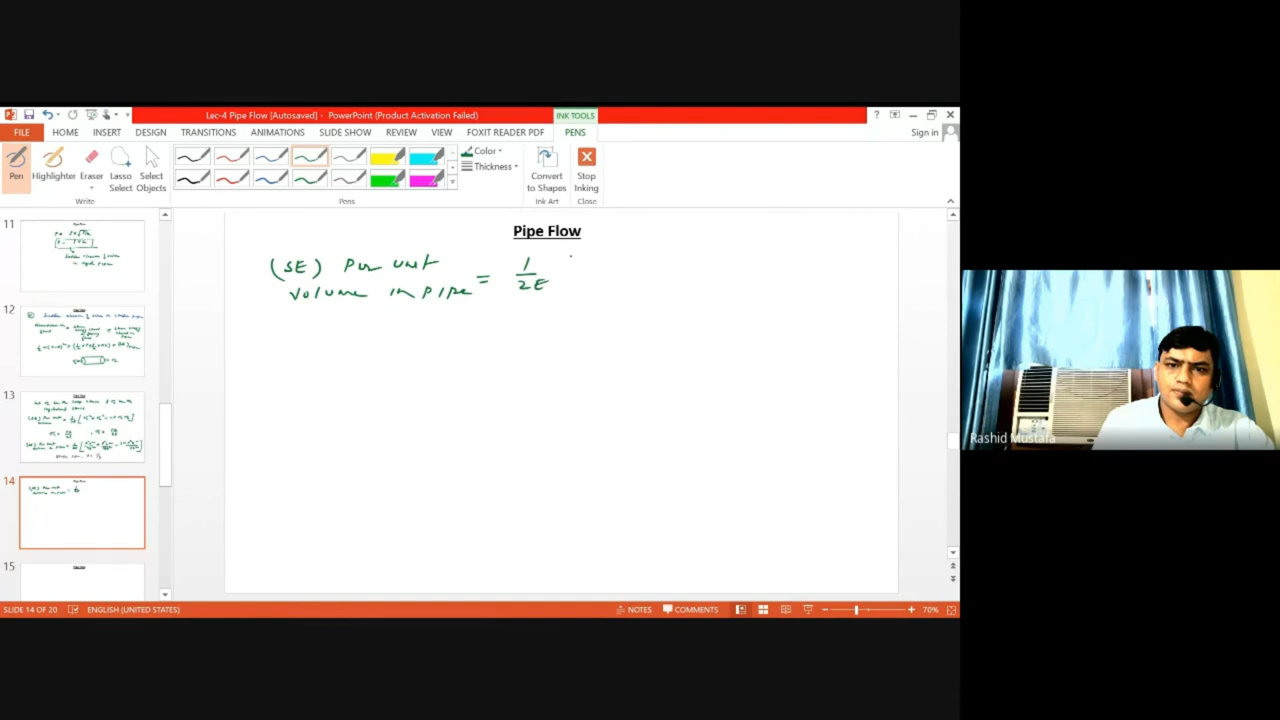 Lec-4 Pipe Flow [Autosaved] - PowerPoint (Product Activation Failed)
INK TOOLS
?
FILE HOME INSERT DESIGN TRANSITIONS ANIMATIONS SLIDE SHOW REVIEW VIEW FOXIT READER PDF PENS
Sign in
Pen Highlighter Eraser Lasso Select Select Objects
Color
Thickness
Convert to Shapes
Stop Inking
Write Pens Ink Art Close
11
12
13
14
15
Pipe Flow
(SE) Per unit
volume in pipe = 1/2E
Rashid Mustafa
SLIDE 14 OF 20 ENGLISH (UNITED STATES) NOTES COMMENTS 70%